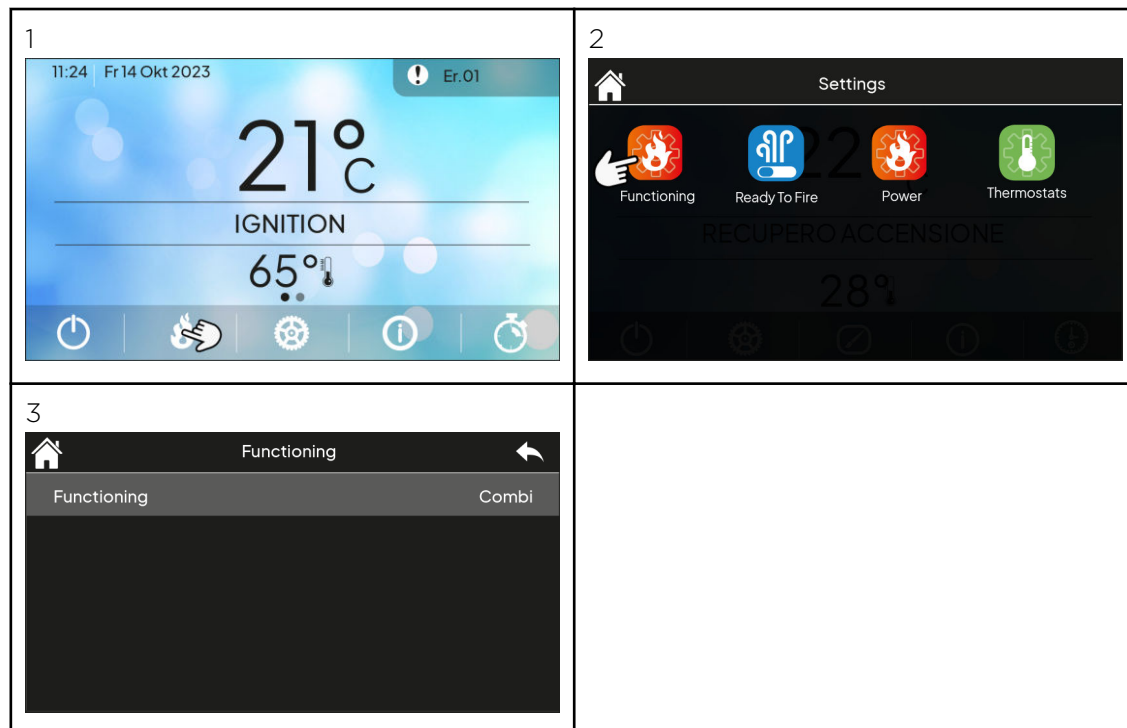 1
11:24 Fr 14 Okt 2023
Er.01
21°C
IGNITION
65°
2
Settings
22
Functioning
Ready To Fire
Power
Thermostats
RECUPERO ACCENSIONE
28°
3
Functioning
Functioning Combi